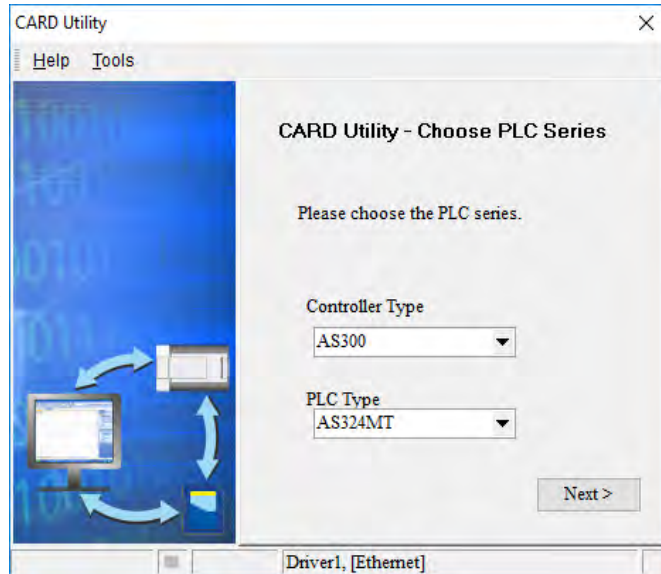 CARD Utility
Help Tools
CARD Utility - Choose PLC Series
Please choose the PLC series.
Controller Type
AS300
PLC Type
AS324MT
Next >
Driver1, [Ethernet]